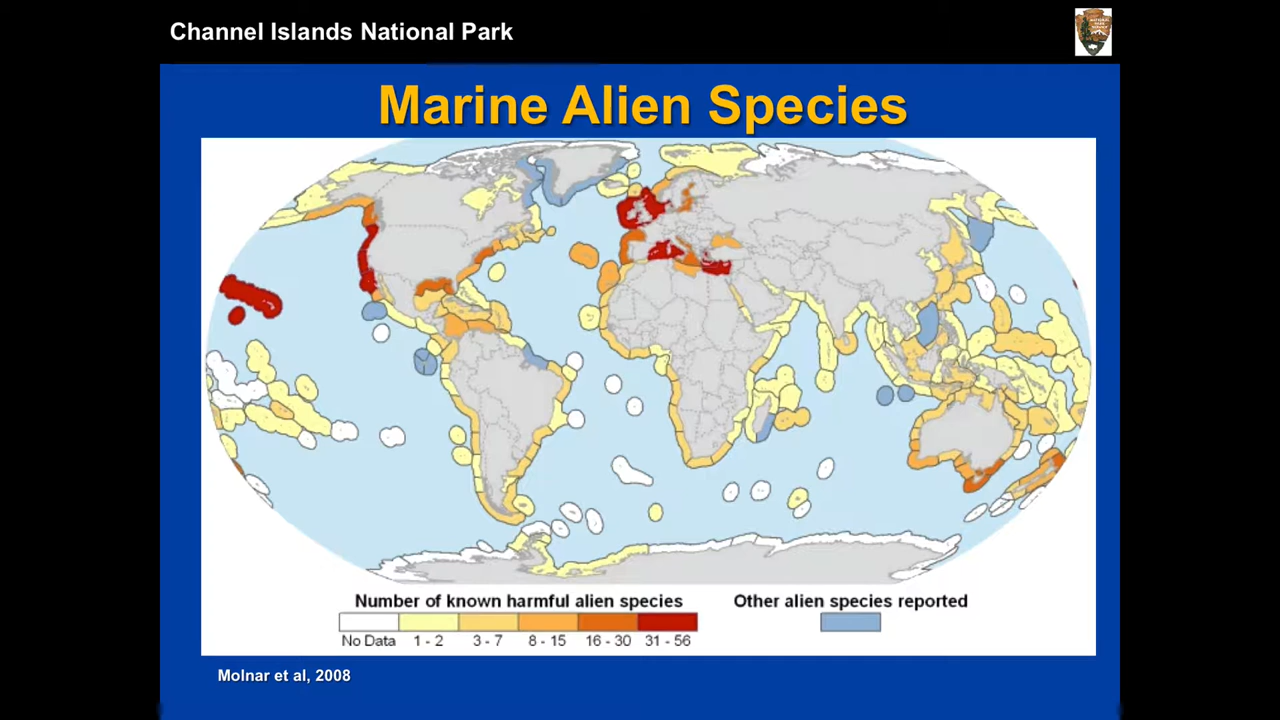 Channel Islands National Park
Marine Alien Species
Number of known harmful alien species
Other alien species reported
No Data
1 - 2
3 - 7
8 - 15
16 - 30
31 - 56
Molnar et al, 2008